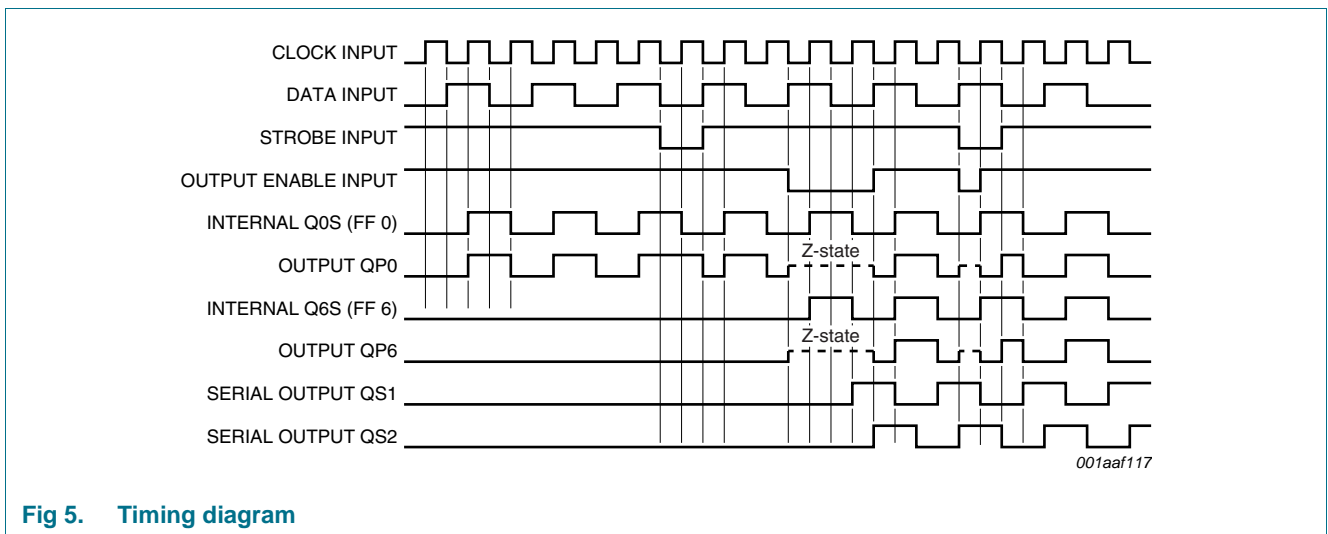 CLOCK INPUT
DATA INPUT
STROBE INPUT
OUTPUT ENABLE INPUT
INTERNAL Q0S (FF 0)
Z-state
OUTPUT QP0
INTERNAL Q6S (FF 6)
Z-state
OUTPUT QP6
SERIAL OUTPUT QS1
SERIAL OUTPUT QS2
001aaf117
Fig 5. Timing diagram